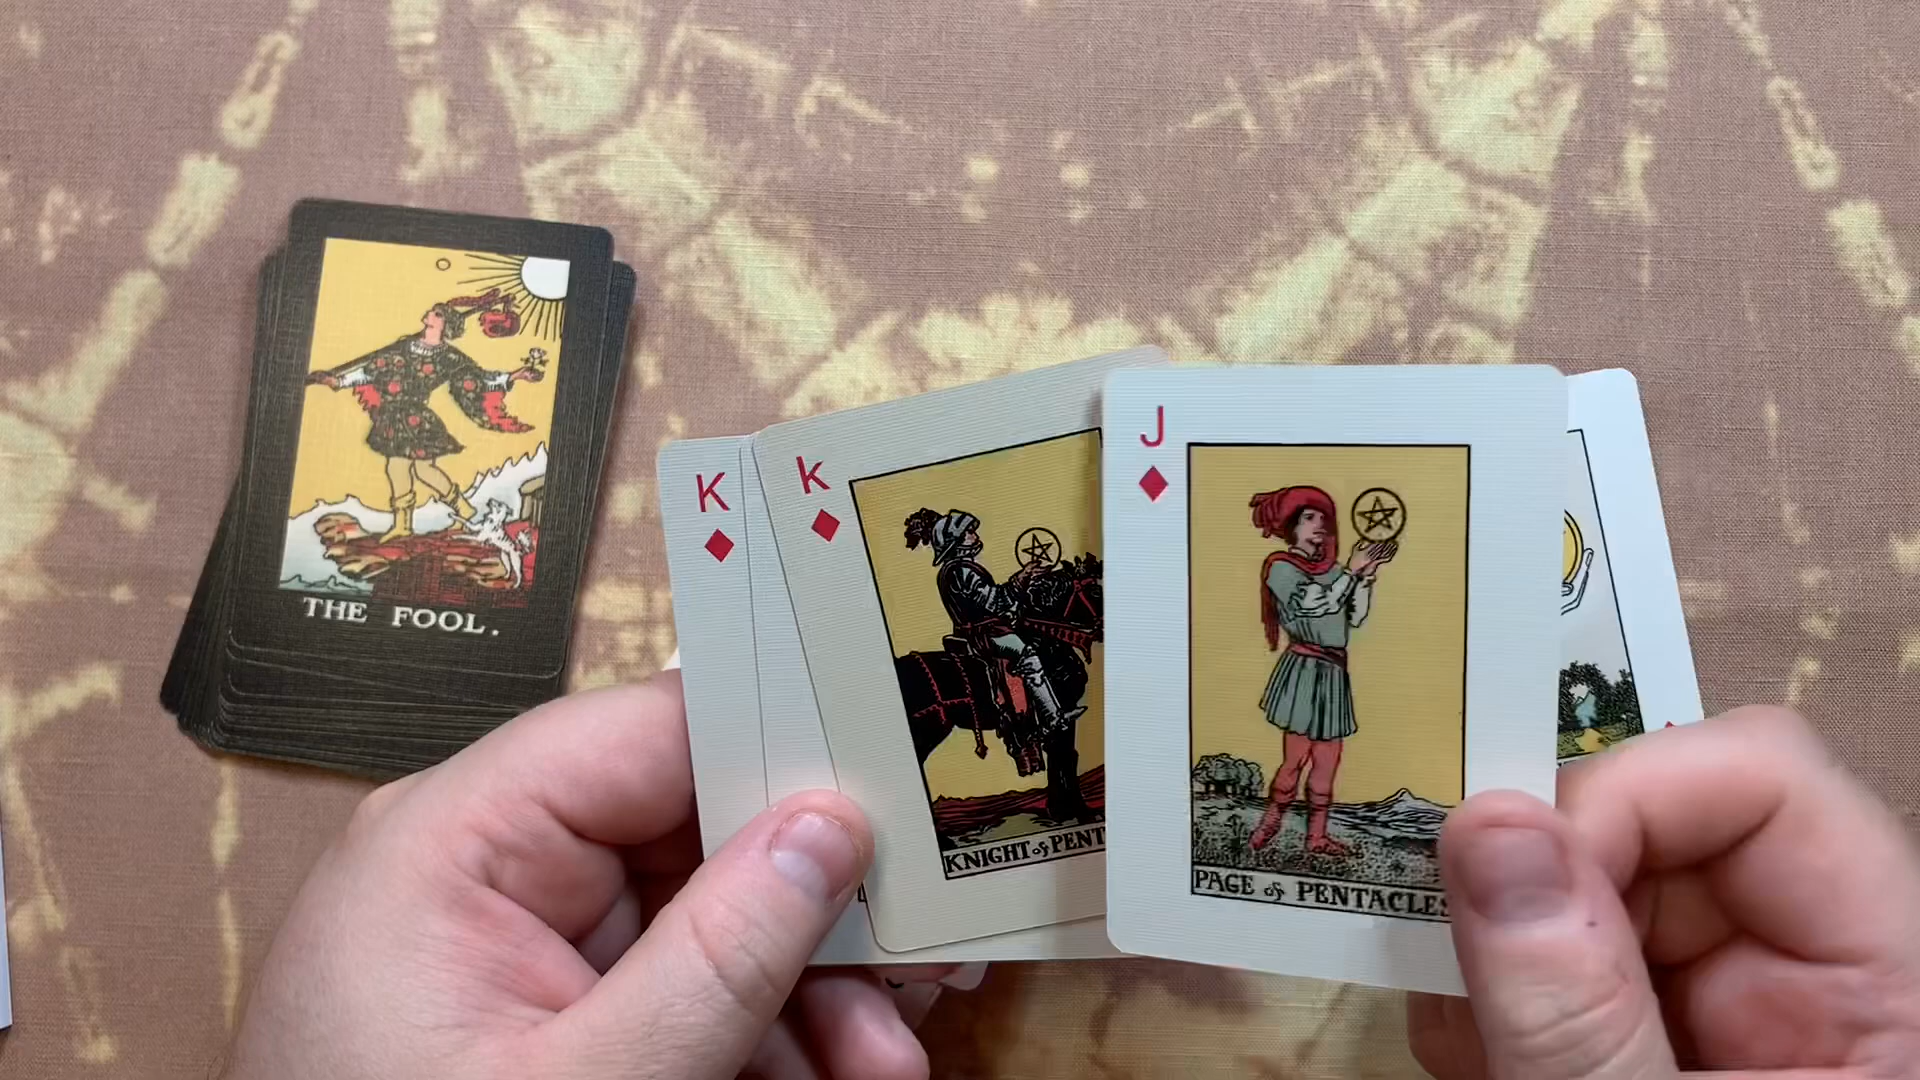 THE FOOL.
K
k
KNIGHT of PENT
J
PAGE of PENTACLES